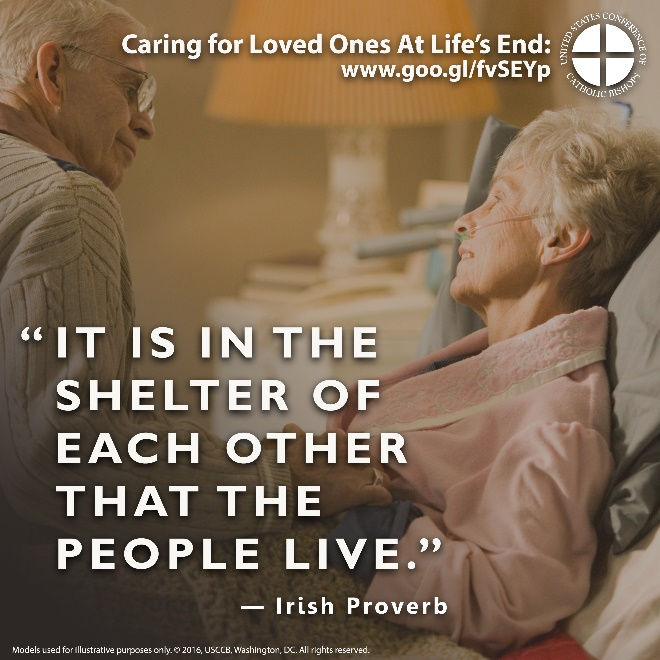 Caring for Loved Ones At Life's End:
www.goo.gl/fvSEYp
UNITED STATES CONFERENCE OF
CATHOLIC BISHOPS
“IT IS IN THE
SHELTER OF
EACH OTHER
THAT THE
PEOPLE LIVE.”
— Irish Proverb
Models used for illustrative purposes only. © 2016, USCCB, Washington, DC. All rights reserved.